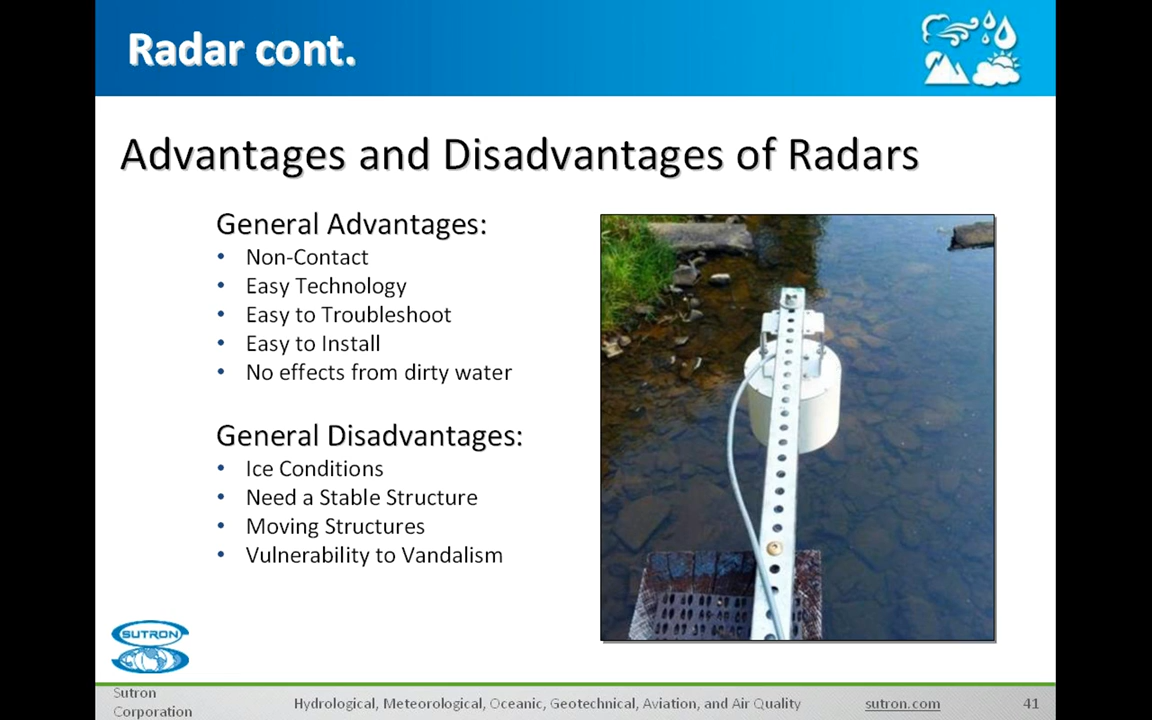 Radar cont.
Advantages and Disadvantages of Radars
General Advantages:
• Non-Contact
• Easy Technology
• Easy to Troubleshoot
• Easy to Install
• No effects from dirty water
General Disadvantages:
• Ice Conditions
• Need a Stable Structure
• Moving Structures
• Vulnerability to Vandalism
SUTRON
Sutron
Corporation
Hydrological, Meteorological, Oceanic, Geotechnical, Aviation, and Air Quality
sutron.com
41